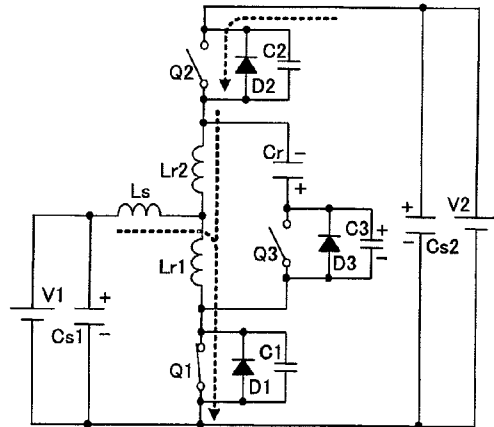 C2
Q2
D2
Cr
-
+
Lr2
Ls
V2
+
-
Cs2
C3
+
-
Q3
D3
Lr1
V1
+
-
Cs1
C1
Q1
D1